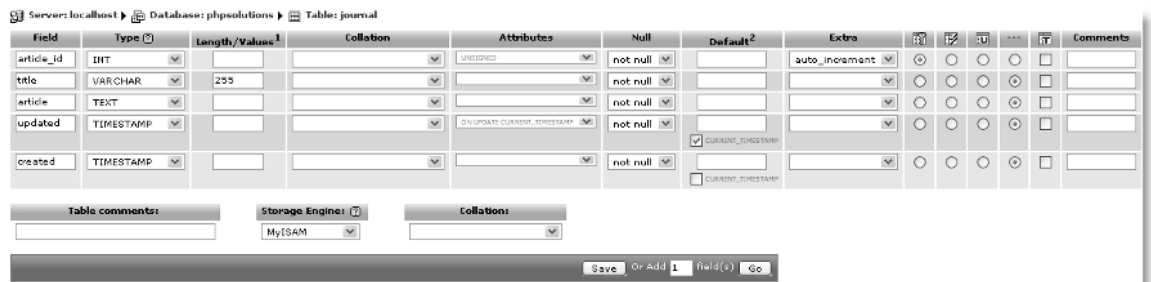 Server: localhost Database: phpsolutions Table: journal
Field Type Length/Values1 Collation Attributes Null Default2 Extra --- Comments
article_id INT UNSIGNED not null auto_increment
title VARCHAR 255 not null
article TEXT not null
updated TIMESTAMP ON UPDATE CURRENT_TIMESTAMP not null
CURRENT_TIMESTAMP
created TIMESTAMP not null
CURRENT_TIMESTAMP
Table comments: Storage Engine: Collation:
MyISAM
Save Or Add 1 field(s) Go